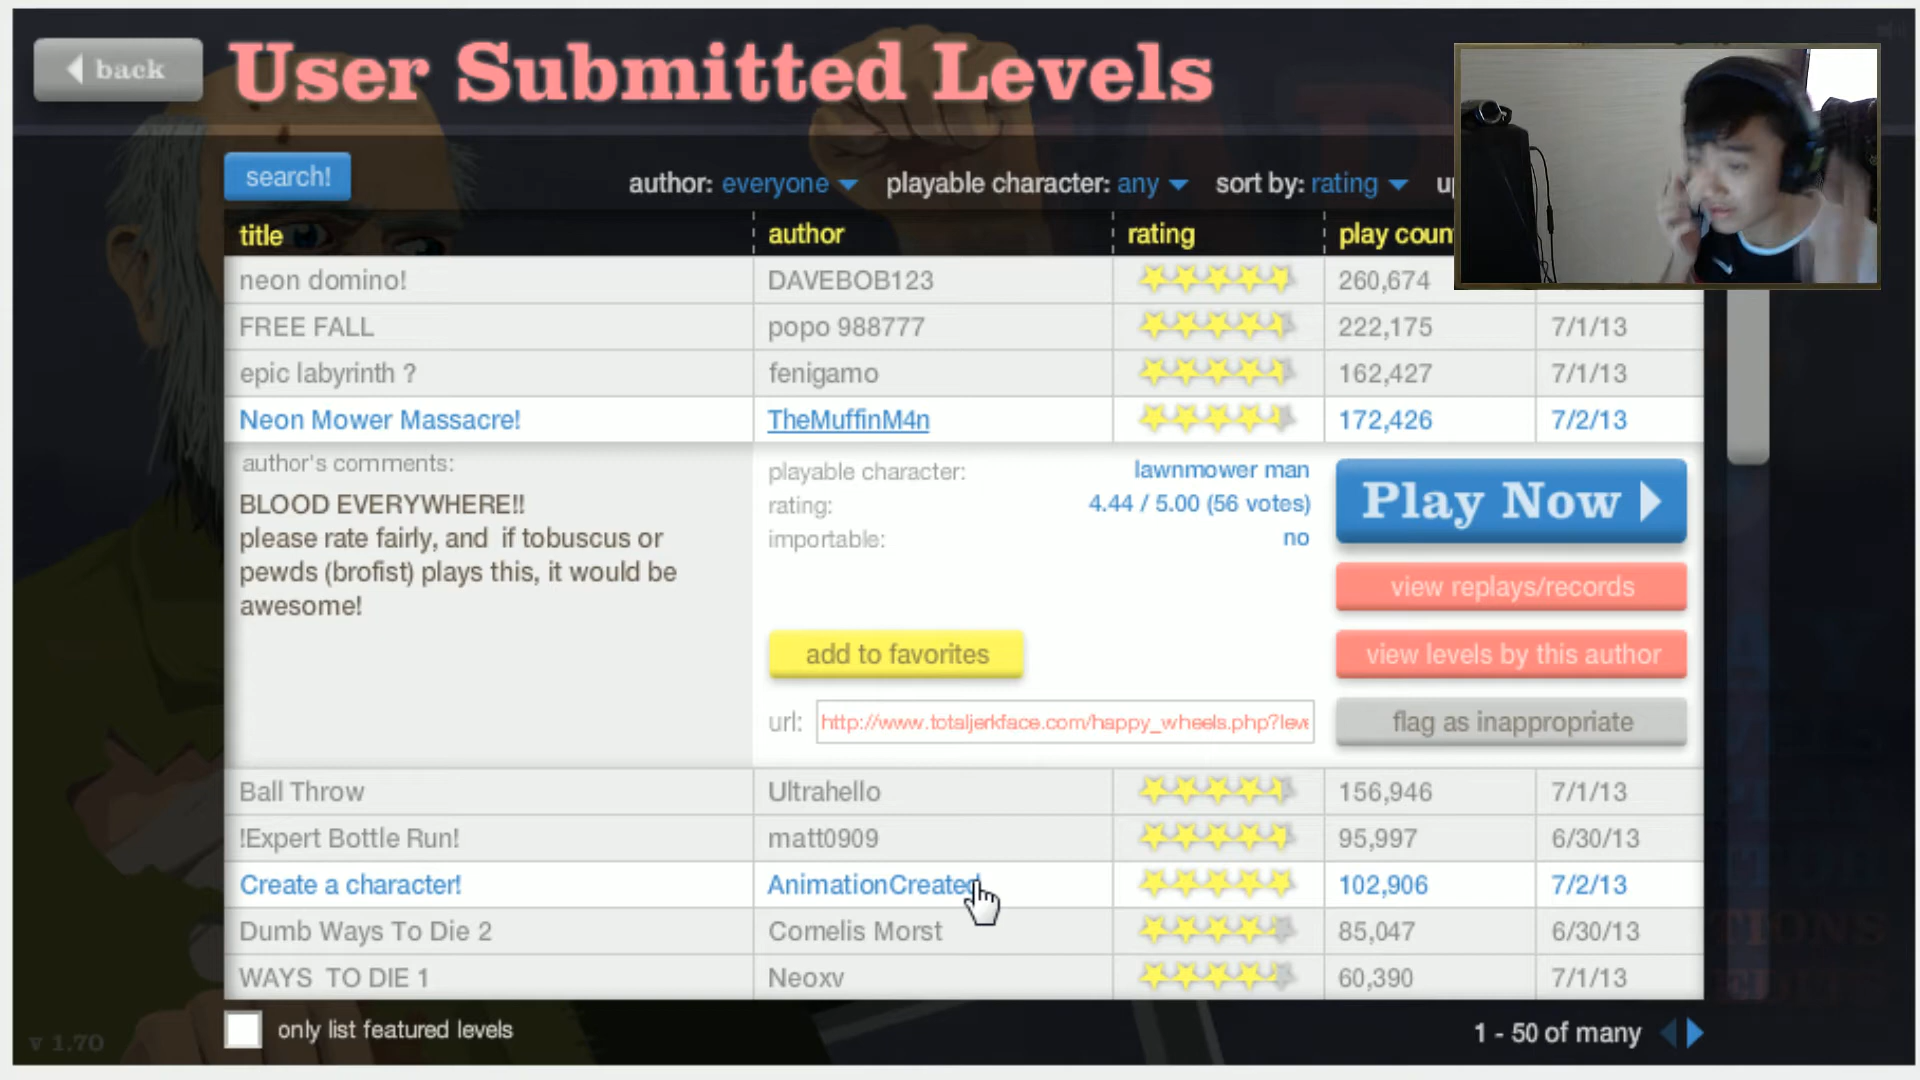 back
User Submitted Levels
search!
author: everyone playable character: any sort by: rating
title author rating play coun
neon domino! DAVEBOB123 260,674
FREE FALL popo 988777 222,175 7/1/13
epic labyrinth ? fenigamo 162,427 7/1/13
Neon Mower Massacre! TheMuffinM4n 172,426 7/2/13
author's comments:
BLOOD EVERYWHERE!!
please rate fairly, and if tobuscus or
pewds (brofist) plays this, it would be
awesome!
playable character: lawnmower man
rating: 4.44 / 5.00 (56 votes)
importable: no
add to favorites
url: http://www.totaljerkface.com/happy_wheels.php?leve
Play Now
view replays/records
view levels by this author
flag as inappropriate
Ball Throw Ultrahello 156,946 7/1/13
!Expert Bottle Run! matt0909 95,997 6/30/13
Create a character! AnimationCreated 102,906 7/2/13
Dumb Ways To Die 2 Cornelis Morst 85,047 6/30/13
WAYS TO DIE 1 Neoxv 60,390 7/1/13
only list featured levels
1 - 50 of many
v 1.70